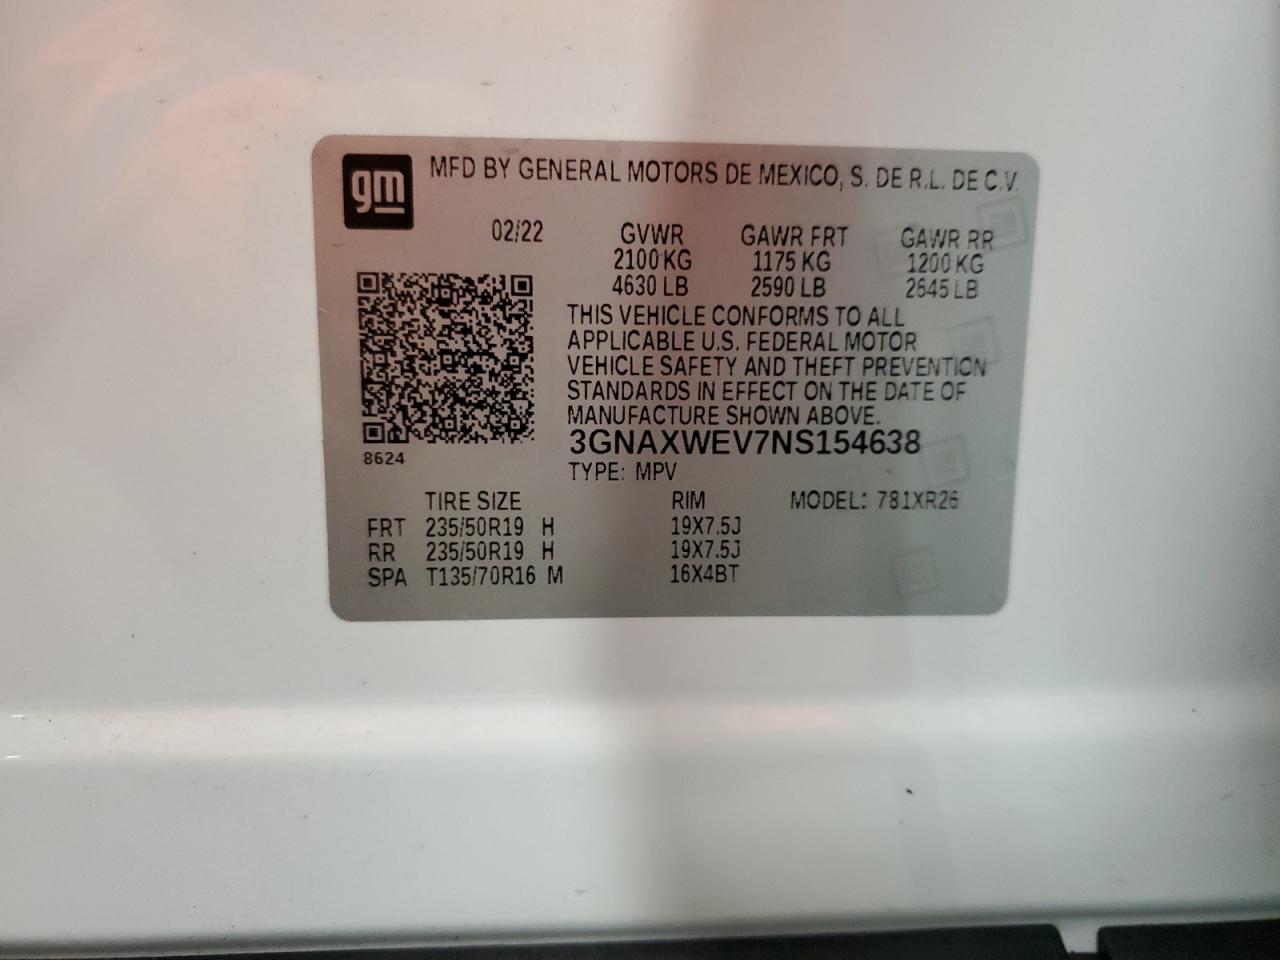 gm MFD BY GENERAL MOTORS DE MEXICO, S. DE R.L. DE C.V.
02/22 GVWR GAWR FRT GAWR RR
2100 KG 1175 KG 1200 KG
4630 LB 2590 LB 2645 LB
THIS VEHICLE CONFORMS TO ALL
APPLICABLE U.S. FEDERAL MOTOR
VEHICLE SAFETY AND THEFT PREVENTION
STANDARDS IN EFFECT ON THE DATE OF
MANUFACTURE SHOWN ABOVE.
3GNAXWEV7NS154638
8624
TYPE: MPV
TIRE SIZE RIM MODEL: 781XR26
FRT 235/50R19 H 19X7.5J
RR 235/50R19 H 19X7.5J
SPA T135/70R16 M 16X4BT